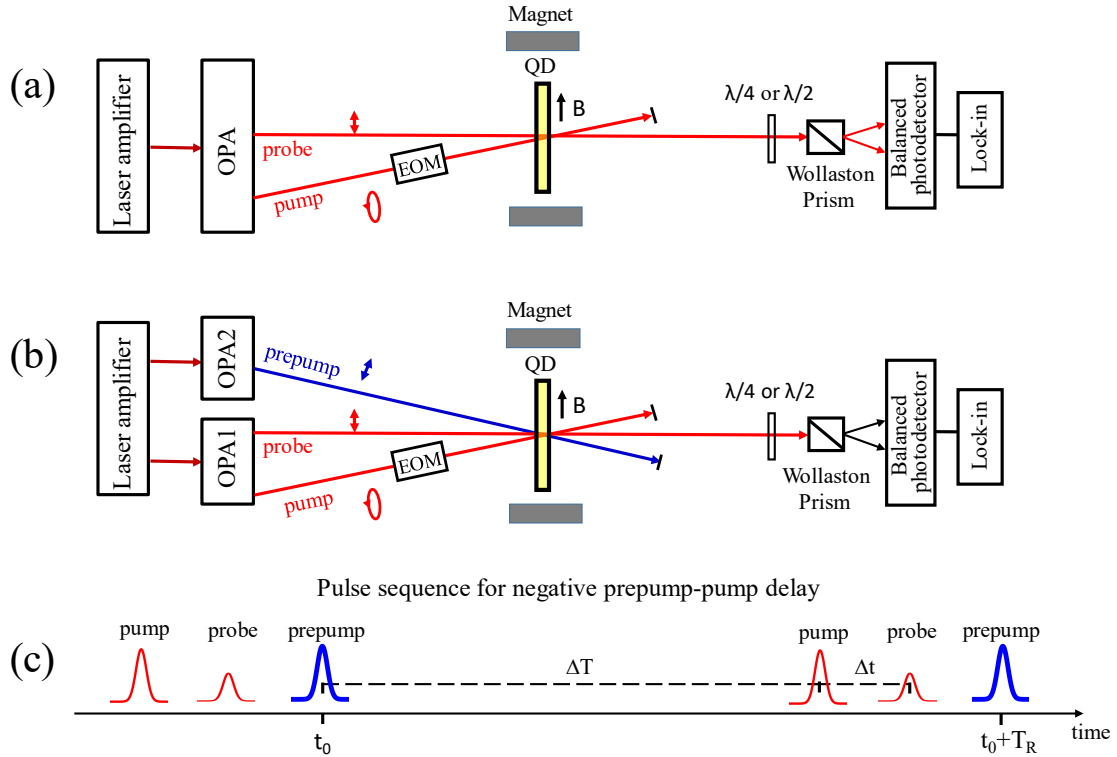 (a)
Laser amplifier
OPA
probe
pump
EOM
Magnet
QD
B
λ/4 or λ/2
Wollaston
Prism
Balanced
photodetector
Lock-in
(b)
Laser amplifier
OPA2
OPA1
prepump
probe
pump
EOM
Magnet
QD
B
λ/4 or λ/2
Wollaston
Prism
Balanced
photodetector
Lock-in
Pulse sequence for negative prepump-pump delay
(c)
pump probe prepump pump probe prepump
ΔT Δt
t₀ t₀+T_R time